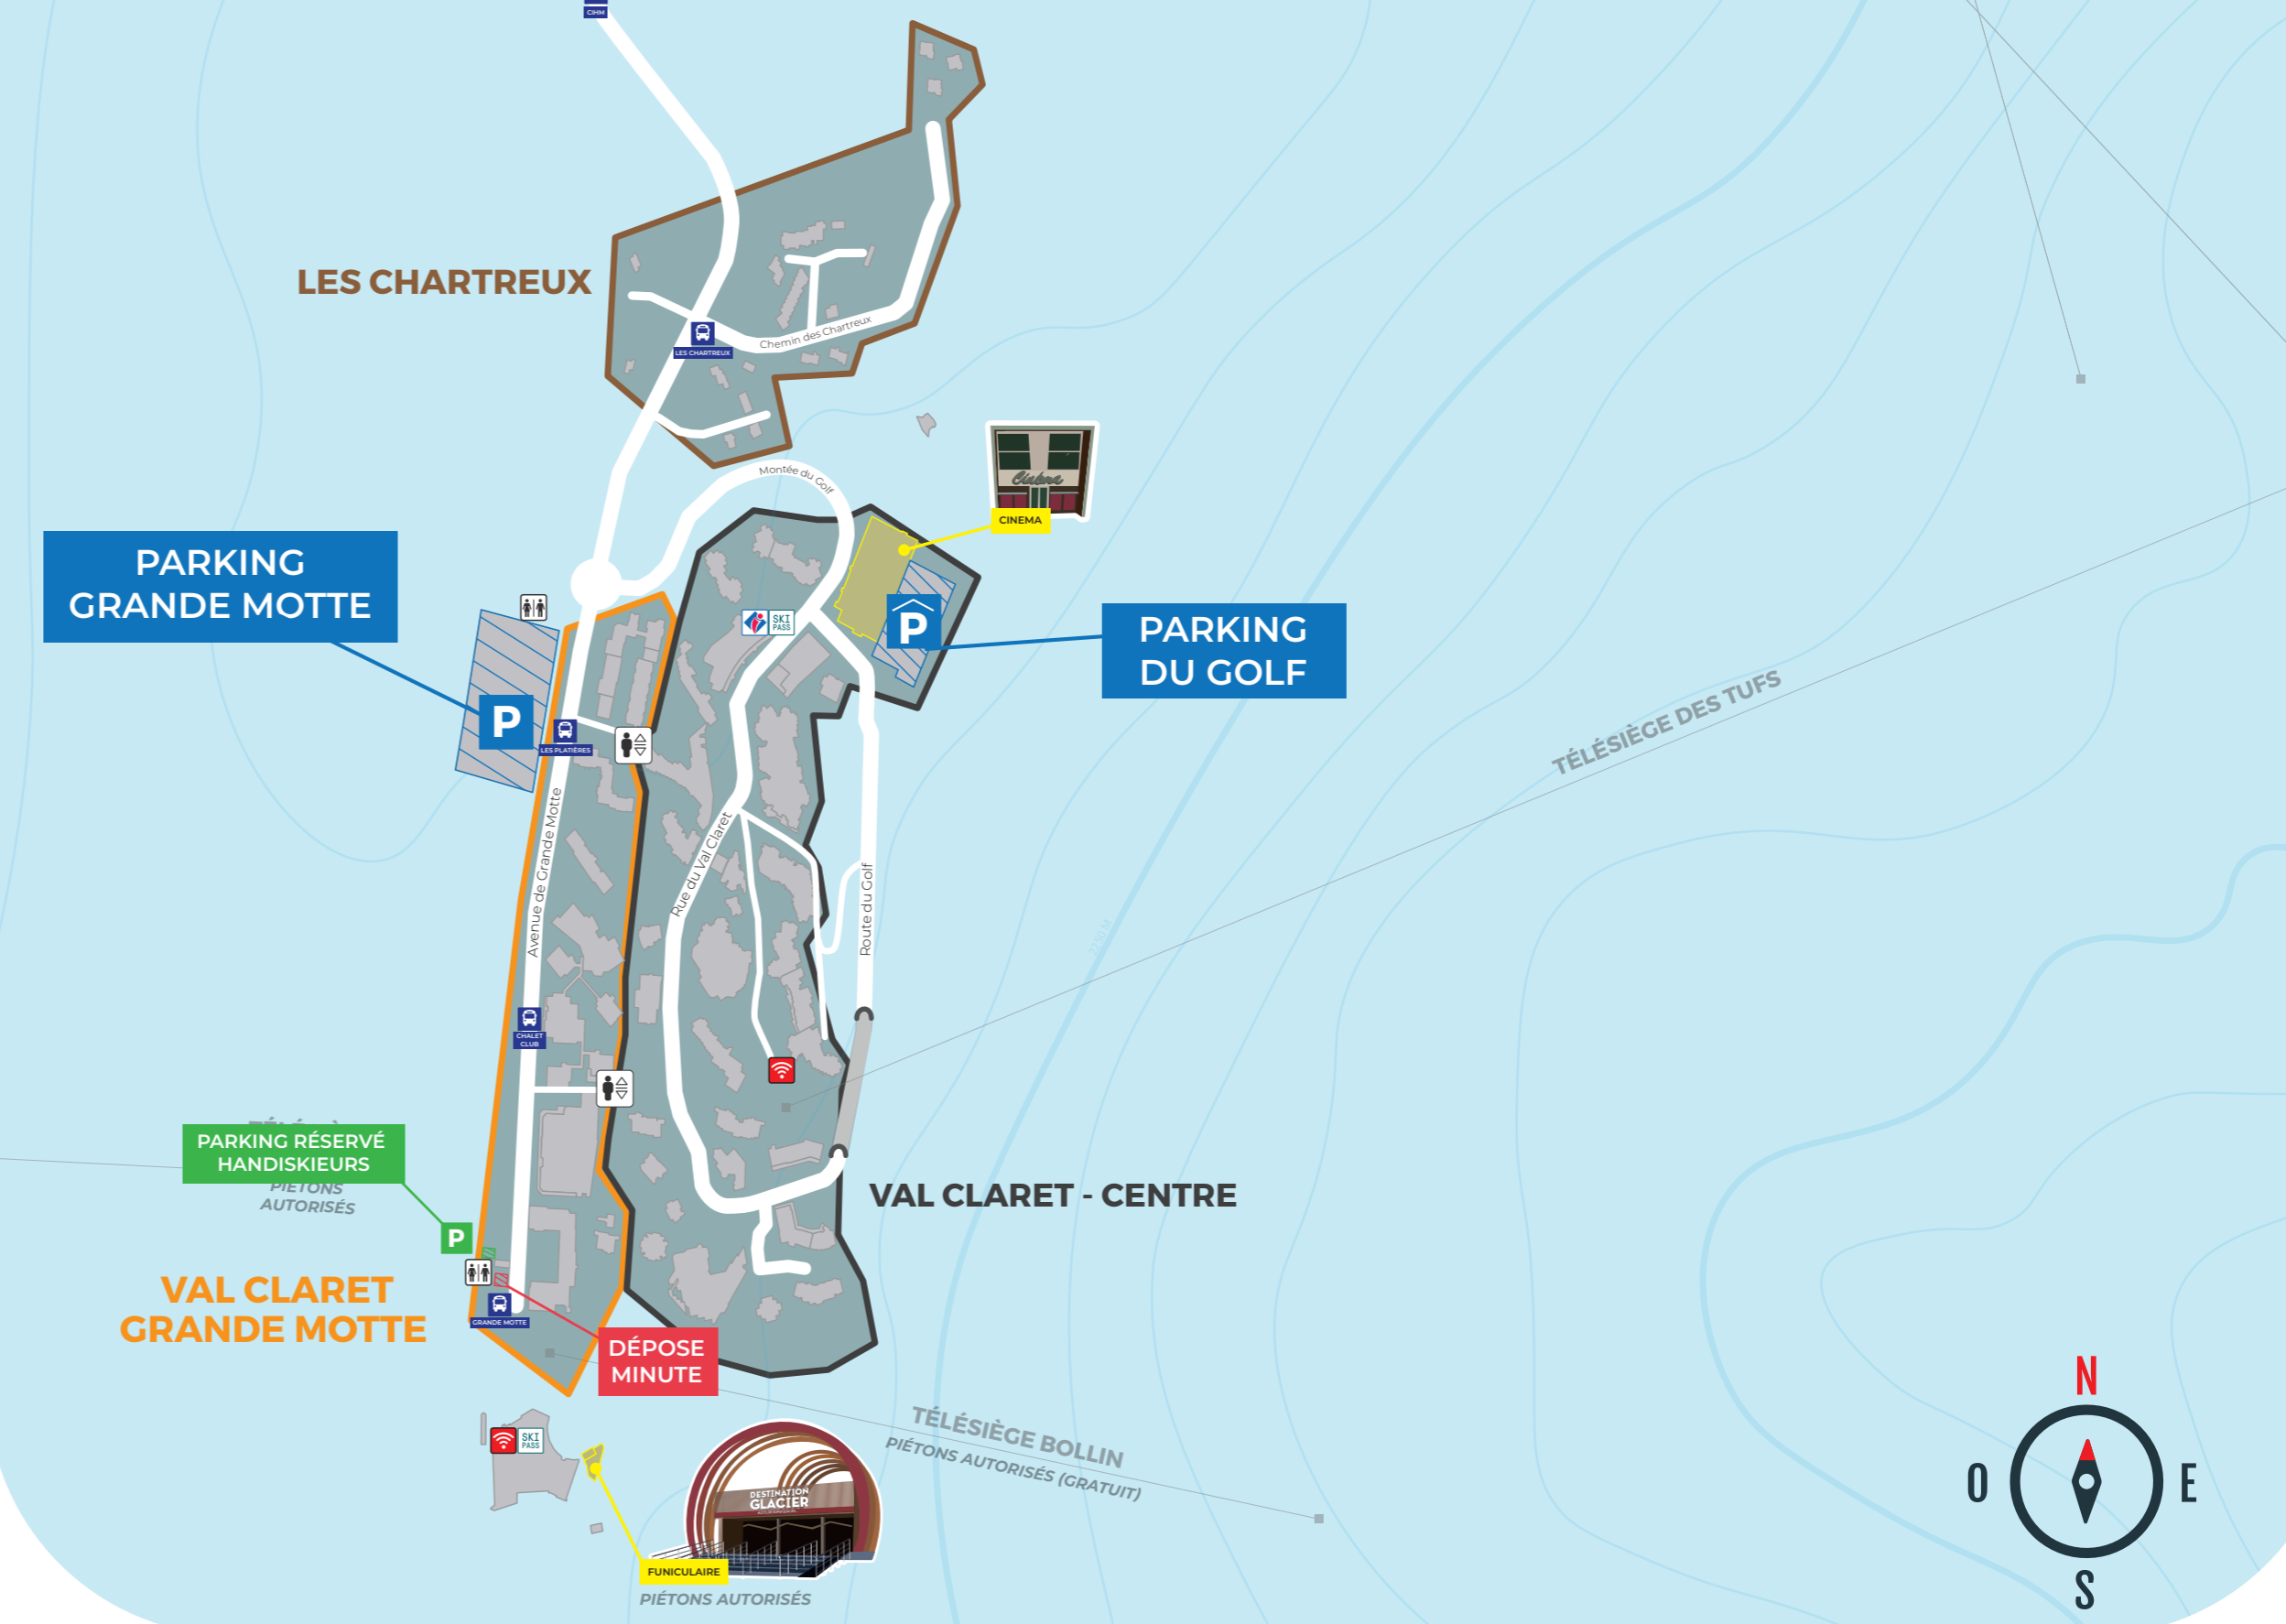 CIHM
LES CHARTREUX
Chemin des Chartreux
LES CHARTREUX
Montée du Golf
Cinéma
CINEMA
PARKING
GRANDE MOTTE
P
SKI
PASS
P
PARKING
DU GOLF
LES PLATIÈRES
TÉLÉSIÈGE DES TUFS
Avenue de Grande Motte
Rue du Val Claret
Route du Golf
CHALET
CLUB
PARKING RÉSERVÉ
HANDISKIEURS
PIÉTONS
AUTORISÉS
P
VAL CLARET - CENTRE
VAL CLARET
GRANDE MOTTE
GRANDE MOTTE
DÉPOSE
MINUTE
SKI
PASS
TÉLÉSIÈGE BOLLIN
PIÉTONS AUTORISÉS (GRATUIT)
DESTINATION
GLACIER
FUNICULAIRE
PIÉTONS AUTORISÉS
N
O
E
S